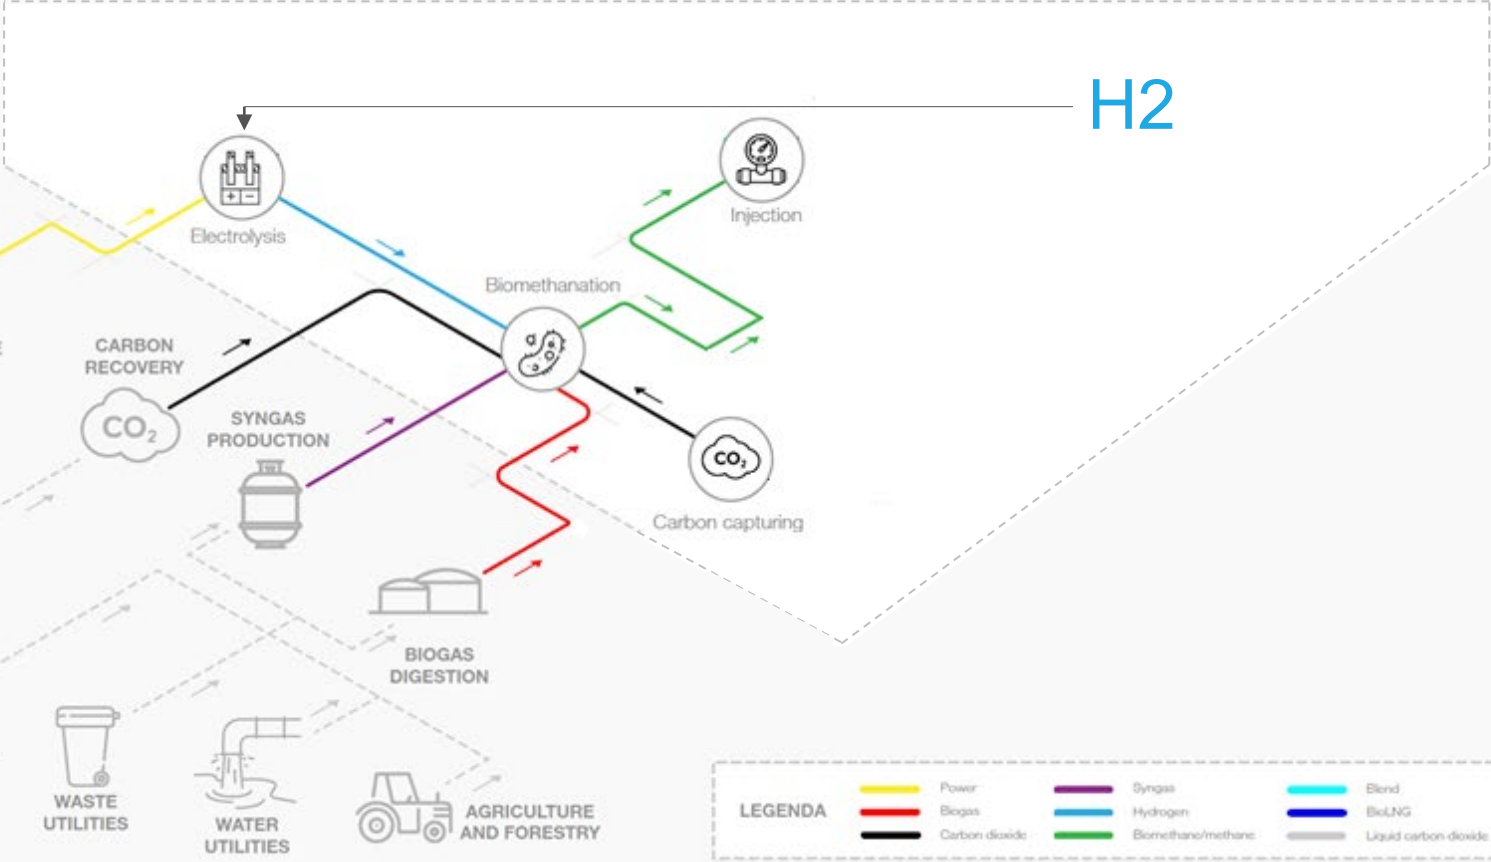 H2
Electrolysis
Injection
Biomethanation
CARBON
RECOVERY
CO2
SYNGAS
PRODUCTION
CO2
Carbon capturing
BIOGAS
DIGESTION
WASTE
UTILITIES
WATER
UTILITIES
AGRICULTURE
AND FORESTRY
LEGENDA
Power
Syngas
Blend
Biogas
Hydrogen
BioLNG
Carbon dioxide
Biomethane/methane
Liquid carbon dioxide